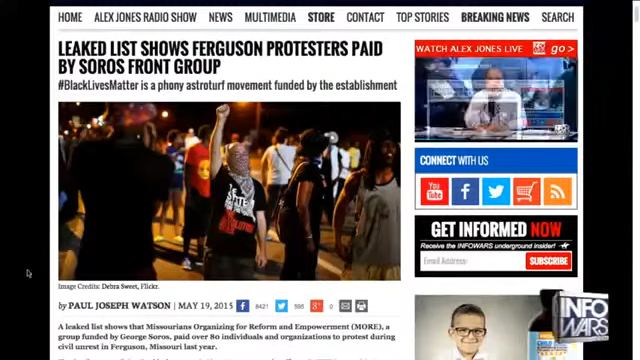 HOME ALEX JONES RADIO SHOW NEWS MULTIMEDIA STORE CONTACT TOP STORIES BREAKING NEWS SEARCH
LEAKED LIST SHOWS FERGUSON PROTESTERS PAID
BY SOROS FRONT GROUP
#BlackLivesMatter is a phony astroturf movement funded by the establishment
Image Credits: Debra Sweet, Flickr.
by PAUL JOSEPH WATSON | MAY 19, 2015 8421 595 0
A leaked list shows that Missourians Organizing for Reform and Empowerment (MORE), a
group funded by George Soros, paid over 80 individuals and organizations to protest during
civil unrest in Ferguson, Missouri last year.
WATCH ALEX JONES LIVE go >
CONNECT WITH US
You
Tube
GET INFORMED NOW
Receive the INFOWARS underground insider!
Email Address: SUBSCRIBE
INFO
WARS